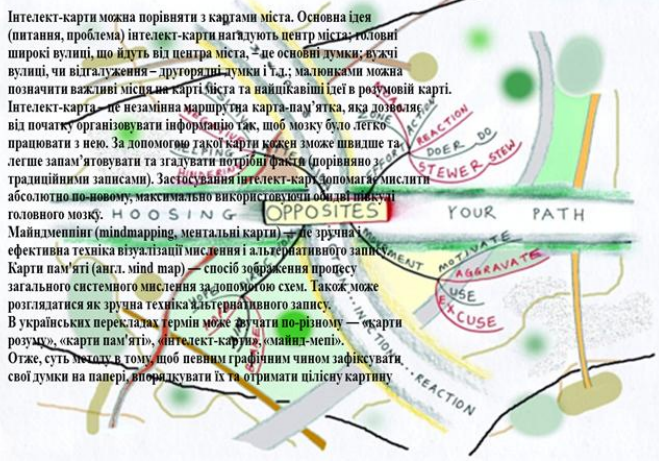 Інтелект-карти можна порівняти з картами міста. Основна ідея
(питання, проблема) інтелект-карти нагадують центр міста; головні
широкі вулиці, що йдуть від центра міста, – це основні думки; вужчі
вулиці, чи відгалуження – другорядні думки і т.д.; малюнками можна
позначити важливі місця на карті міста та найцікавіші ідеї в розумовій карті.
Інтелект-карта – це незамінна маршрутна карта-пам’ятка, яка дозволяє
від початку організовувати інформацію так, щоб мозку було легко
працювати з нею. За допомогою такої карти кожен зможе швидше та
легше запам’ятовувати та згадувати потрібні факти (порівняно з
традиційними записами). Застосування інтелект-карт допомагає мислити
абсолютно по-новому, максимально використовуючи обидві півкулі
головного мозку.
Майндмеппінг (mindmapping, ментальні карти) — це зручна і
ефективна техніка візуалізації мислення і альтернативного запису.
Карти пам'яті (англ. mind map) — спосіб зображення процесу
загального системного мислення за допомогою схем. Також може
розглядатися як зручна техніка альтернативного запису.
В українських перекладах термін може звучати по-різному — «карти
розуму», «карти пам'яті», «інтелект-карти», «майнд-мепі».
Отже, суть методу в тому, щоб певним графічним чином зафіксувати
свої думки на папері, впорядкувати їх та отримати цілісну картину
ACTION
REACTION
DOER DO
STEWER STEW
HELPING
HINDERING
HOOSING OPPOSITES YOUR PATH
MOTIVATE
AGGRAVATE
USE
EXCUSE
HOPE
INACTION...REACTION